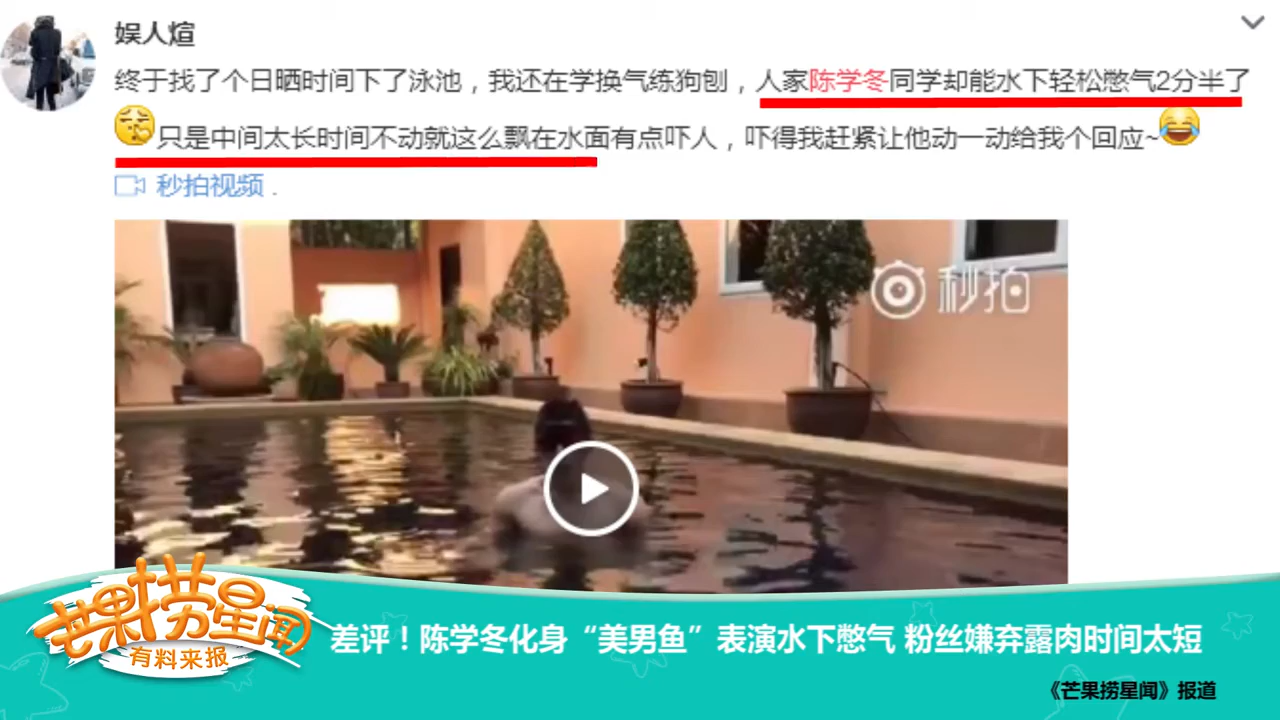 娱人煊
终于找了个日晒时间下了泳池，我还在学换气练狗刨，人家陈学冬同学却能水下轻松憋气2分半了
只是中间太长时间不动就这么飘在水面有点吓人，吓得我赶紧让他动一动给我个回应~
秒拍视频 .
秒拍
芒果捞星闻
有料来报
差评！陈学冬化身“美男鱼”表演水下憋气 粉丝嫌弃露肉时间太短
《芒果捞星闻》报道